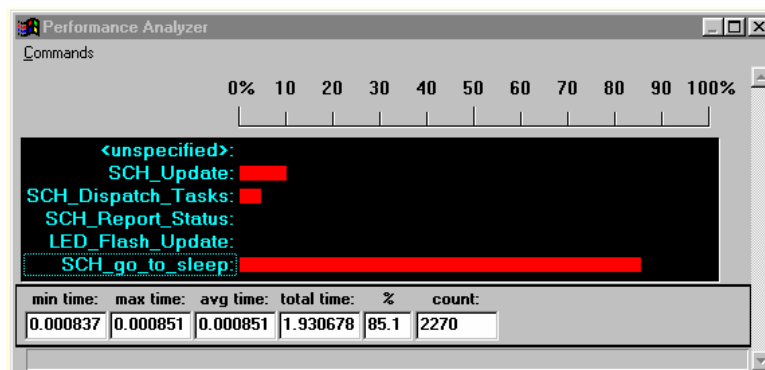 Performance Analyzer
Commands
0% 10 20 30 40 50 60 70 80 90 100%
<unspecified>:
SCH_Update:
SCH_Dispatch_Tasks:
SCH_Report_Status:
LED_Flash_Update:
SCH_go_to_sleep:
min time: max time: avg time: total time: % count:
0.000837 0.000851 0.000851 1.930678 85.1 2270